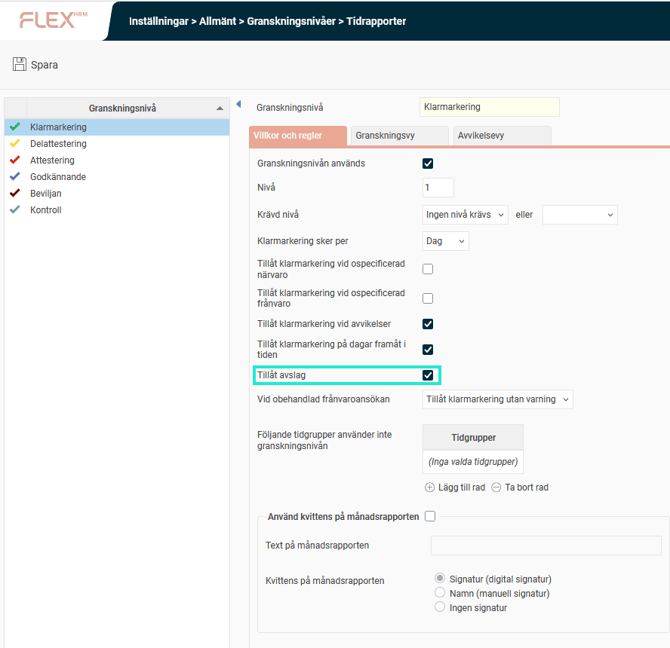 FLEX HRM
Inställningar > Allmänt > Granskningsnivåer > Tidrapporter
Spara
Granskningsnivå
Klarmarkering
Delattestering
Attestering
Godkännande
Beviljan
Kontroll
Granskningsnivå Klarmarkering
Villkor och regler Granskningsvy Avvikelsevy
Granskningsnivån används
Nivå 1
Krävd nivå Ingen nivå krävs eller
Klarmarkering sker per Dag
Tillåt klarmarkering vid ospecificerad
närvaro
Tillåt klarmarkering vid ospecificerad
frånvaro
Tillåt klarmarkering vid avvikelser
Tillåt klarmarkering på dagar framåt i
tiden
Tillåt avslag
Vid obehandlad frånvaroansökan Tillåt klarmarkering utan varning
Följande tidgrupper använder inte
granskningsnivån
Tidgrupper
(Inga valda tidgrupper)
Lägg till rad Ta bort rad
Använd kvittens på månadsrapporten
Text på månadsrapporten
Kvittens på månadsrapporten
Signatur (digital signatur)
Namn (manuell signatur)
Ingen signatur